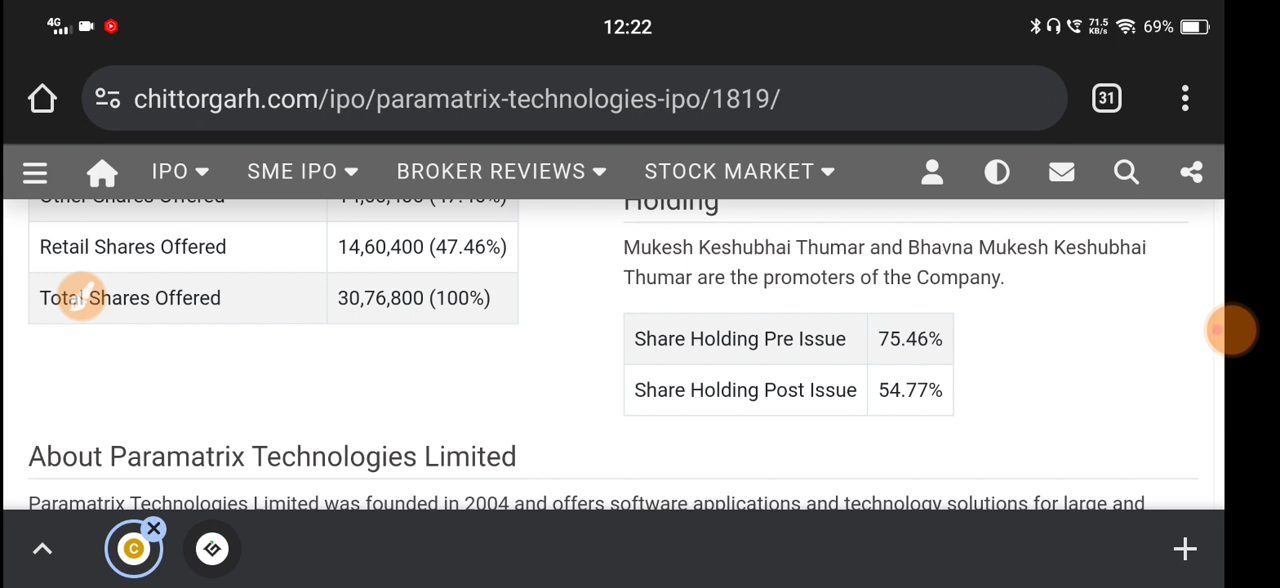 4G 12:22 71.5 KB/s 69%
chittorgarh.com/ipo/paramatrix-technologies-ipo/1819/ 31
IPO SME IPO BROKER REVIEWS STOCK MARKET
Other Shares Offered
Holding
Retail Shares Offered 14,60,400 (47.46%)
Total Shares Offered 30,76,800 (100%)
Mukesh Keshubhai Thumar and Bhavna Mukesh Keshubhai
Thumar are the promoters of the Company.
Share Holding Pre Issue 75.46%
Share Holding Post Issue 54.77%
About Paramatrix Technologies Limited
Paramatrix Technologies Limited was founded in 2004 and offers software applications and technology solutions for large and
C